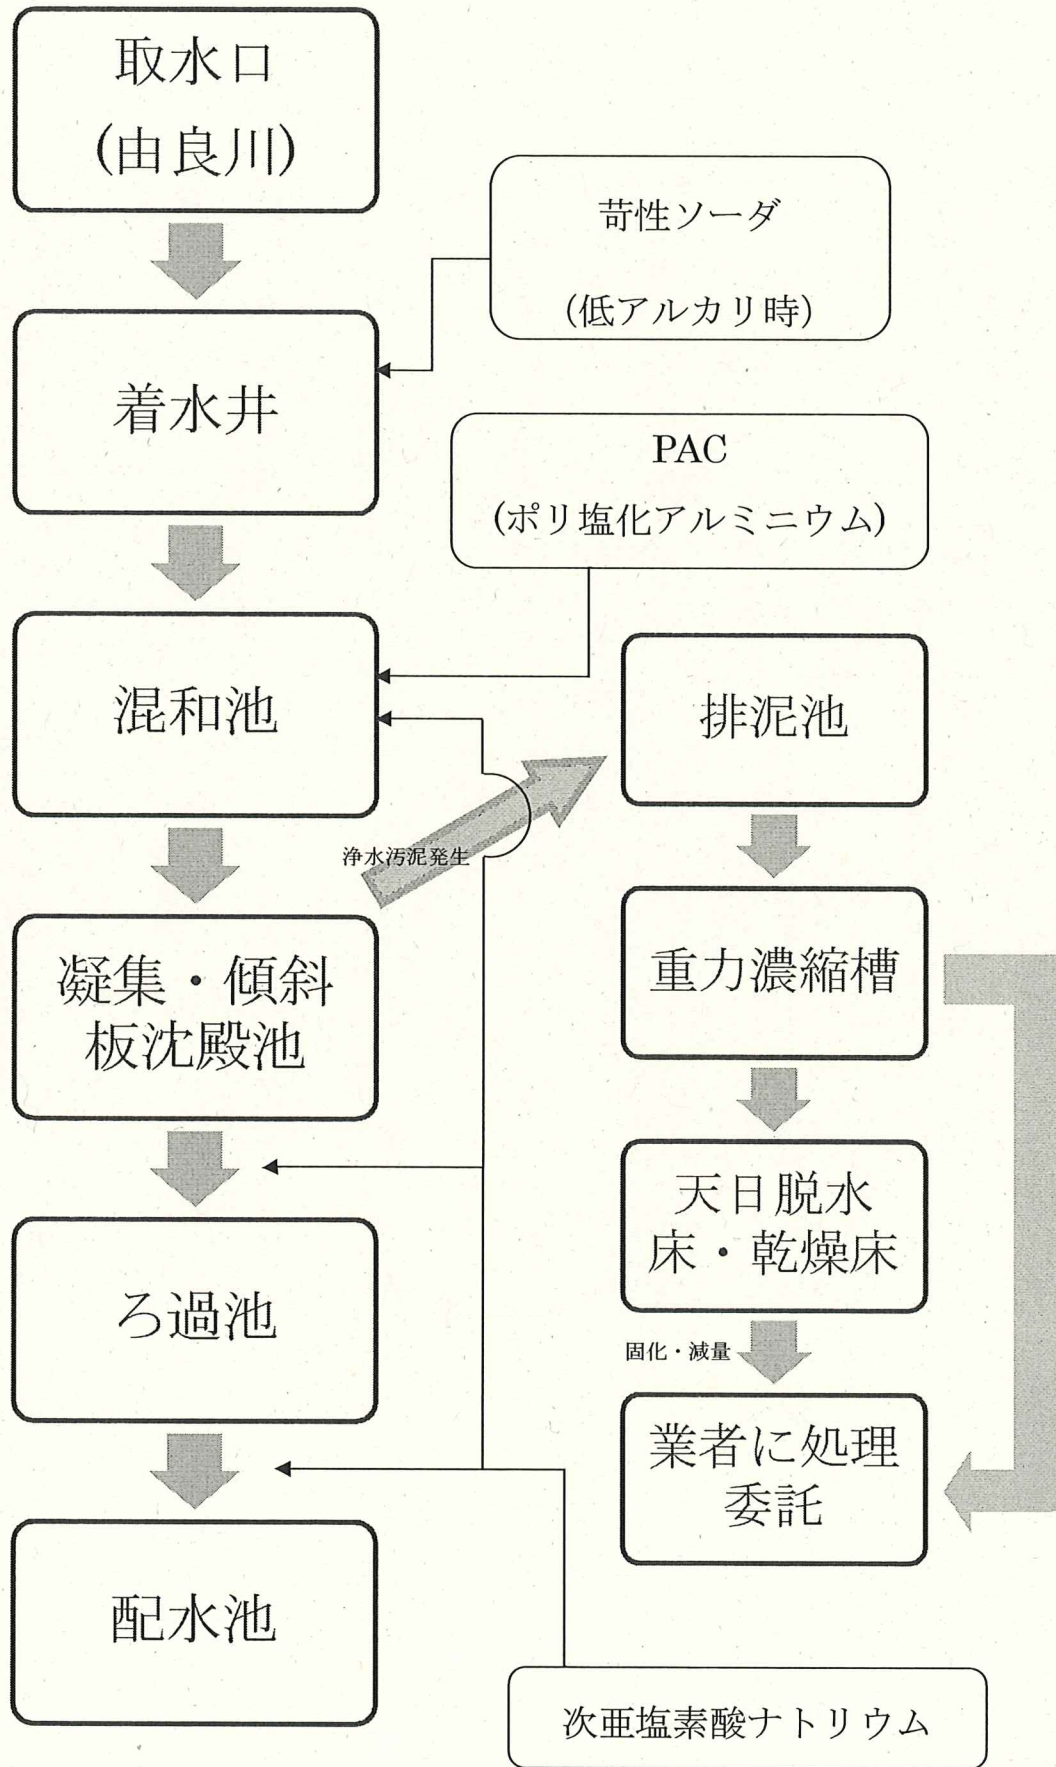 取水口
(由良川)
苛性ソーダ
(低アルカリ時)
着水井
PAC
(ポリ塩化アルミニウム)
混和池
排泥池
浄水汚泥発生
凝集・傾斜
板沈殿池
重力濃縮槽
天日脱水
床・乾燥床
ろ過池
固化・減量
業者に処理
委託
配水池
次亜塩素酸ナトリウム